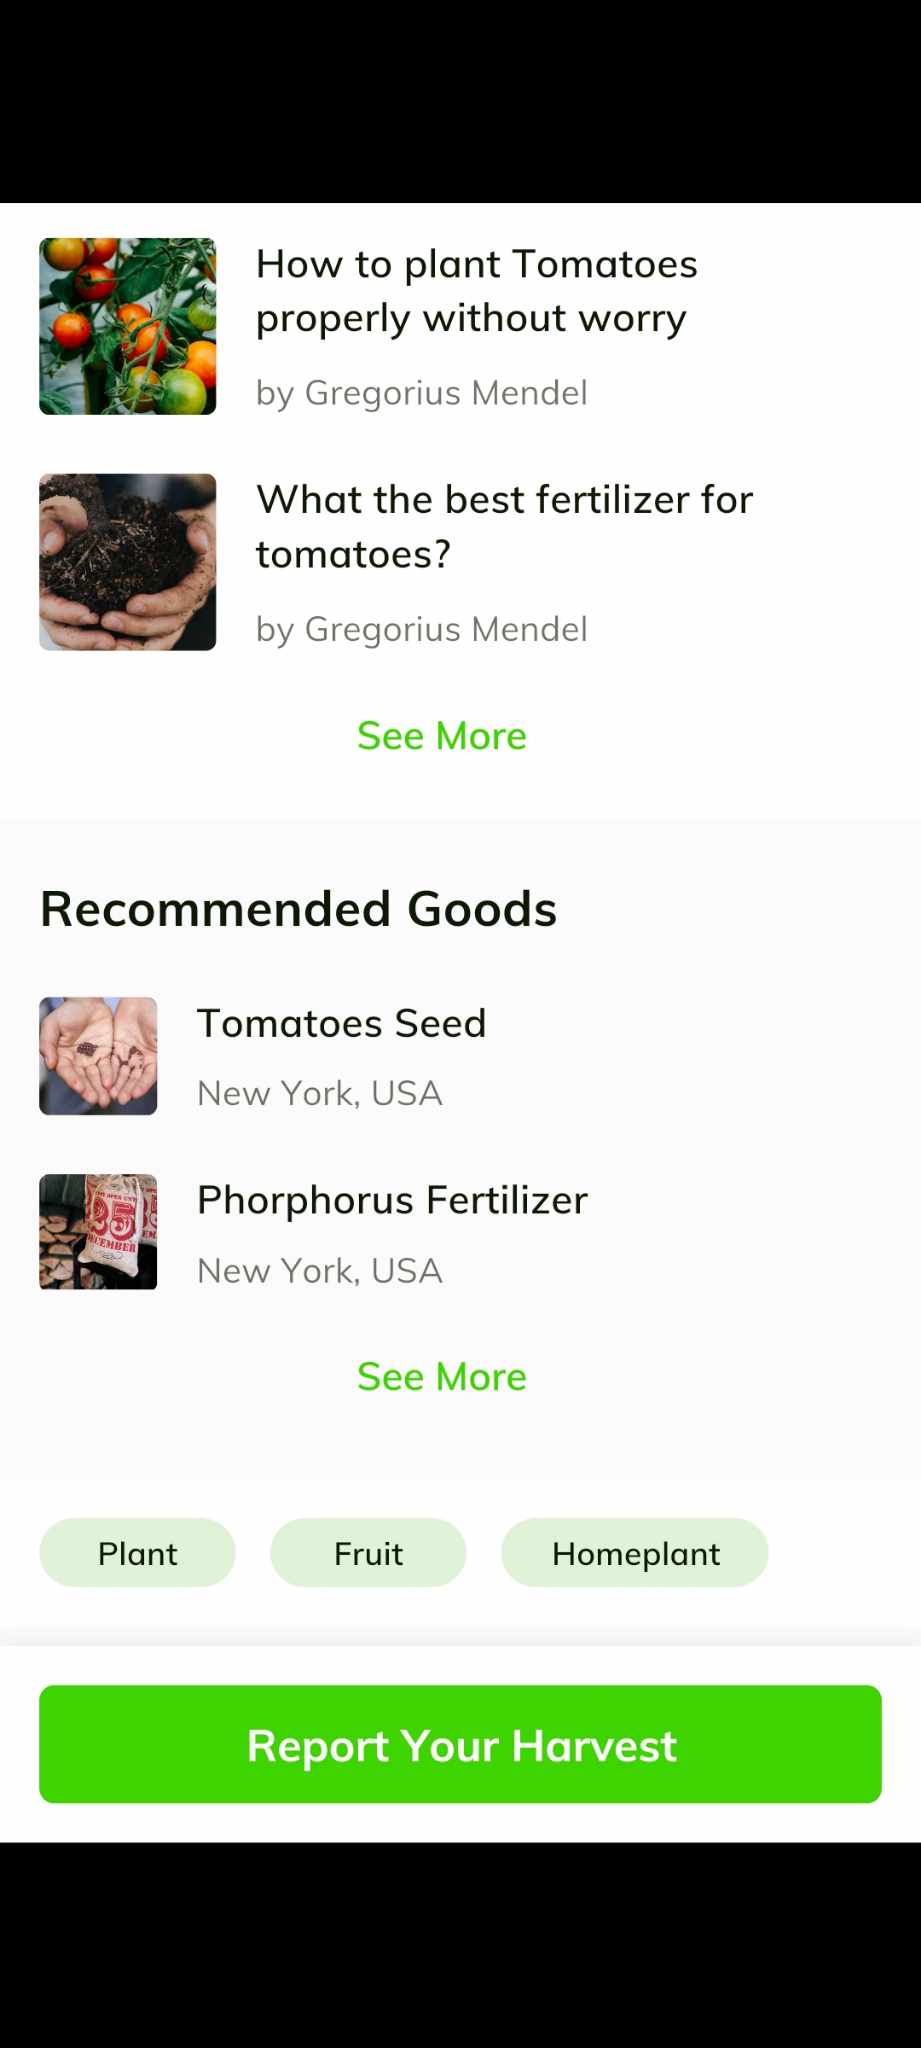 How to plant Tomatoes
properly without worry
by Gregorius Mendel
What the best fertilizer for
tomatoes?
by Gregorius Mendel
See More
Recommended Goods
Tomatoes Seed
New York, USA
Phorphorus Fertilizer
New York, USA
25
See More
Plant
Fruit
Homeplant
Report Your Harvest